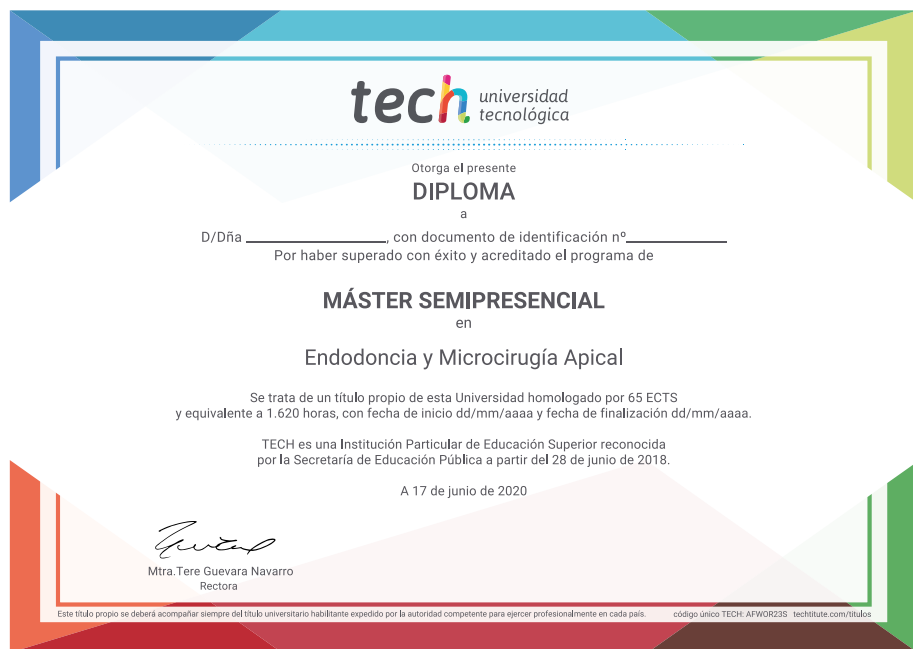 tech universidad
tecnológica
Otorga el presente
DIPLOMA
a
D/Dña ____________, con documento de identificación nº____________
Por haber superado con éxito y acreditado el programa de
MÁSTER SEMIPRESENCIAL
en
Endodoncia y Microcirugía Apical
Se trata de un título propio de esta Universidad homologado por 65 ECTS
y equivalente a 1.620 horas, con fecha de inicio dd/mm/aaaa y fecha de finalización dd/mm/aaaa.
TECH es una Institución Particular de Educación Superior reconocida
por la Secretaría de Educación Pública a partir del 28 de junio de 2018.
A 17 de junio de 2020
Mtra.Tere Guevara Navarro
Rectora
Este título propio se deberá acompañar siempre del título universitario habilitante expedido por la autoridad competente para ejercer profesionalmente en cada país. código único TECH: AFWOR23S techtitute.com/titulos